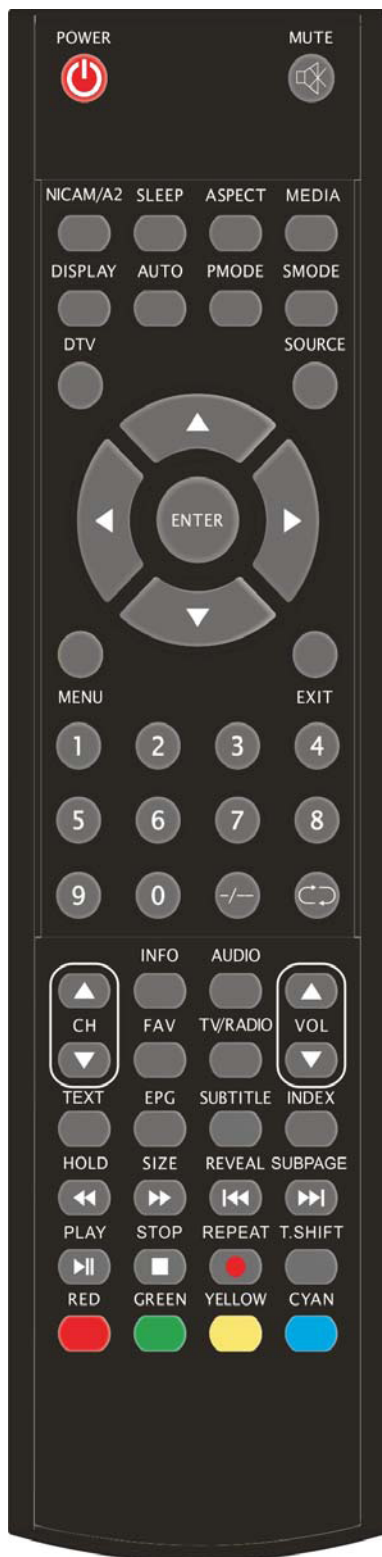 POWER MUTE
NICAM/A2 SLEEP ASPECT MEDIA
DISPLAY AUTO PMODE SMODE
DTV SOURCE
ENTER
MENU EXIT
1 2 3 4
5 6 7 8
9 0 -/--
INFO AUDIO
CH FAV TV/RADIO VOL
TEXT EPG SUBTITLE INDEX
HOLD SIZE REVEAL SUBPAGE
PLAY STOP REPEAT T.SHIFT
RED GREEN YELLOW CYAN